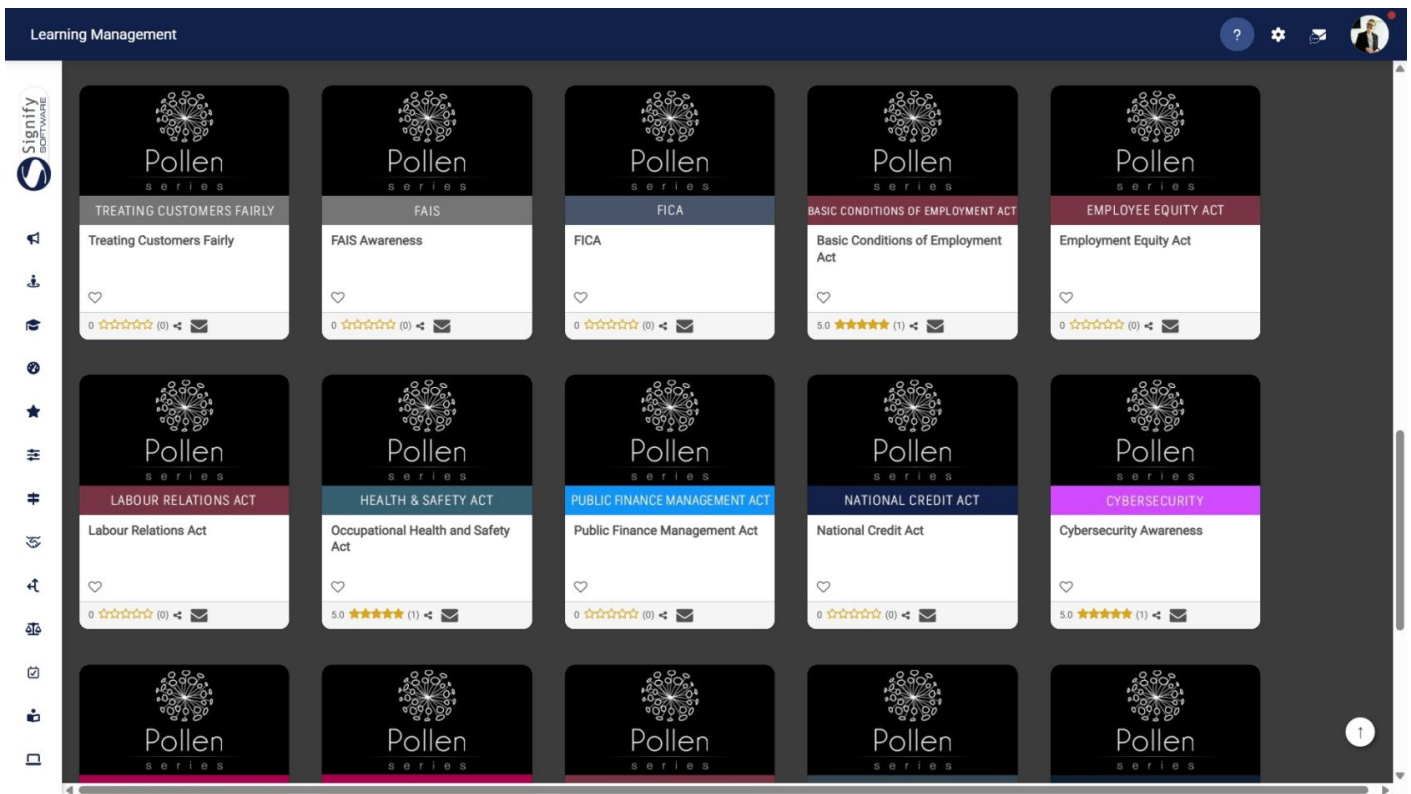 Learning Management
?
Signify
SOFTWARE
Pollen
series
TREATING CUSTOMERS FAIRLY
Treating Customers Fairly
0 (0)
Pollen
series
FAIS
FAIS Awareness
0 (0)
Pollen
series
FICA
FICA
0 (0)
Pollen
series
BASIC CONDITIONS OF EMPLOYMENT ACT
Basic Conditions of Employment
Act
5.0 (1)
Pollen
series
EMPLOYEE EQUITY ACT
Employment Equity Act
0 (0)
Pollen
series
LABOUR RELATIONS ACT
Labour Relations Act
0 (0)
Pollen
series
HEALTH & SAFETY ACT
Occupational Health and Safety
Act
5.0 (1)
Pollen
series
PUBLIC FINANCE MANAGEMENT ACT
Public Finance Management Act
0 (0)
Pollen
series
NATIONAL CREDIT ACT
National Credit Act
0 (0)
Pollen
series
CYBERSECURITY
Cybersecurity Awareness
5.0 (1)
Pollen
series
Pollen
series
Pollen
series
Pollen
series
Pollen
series